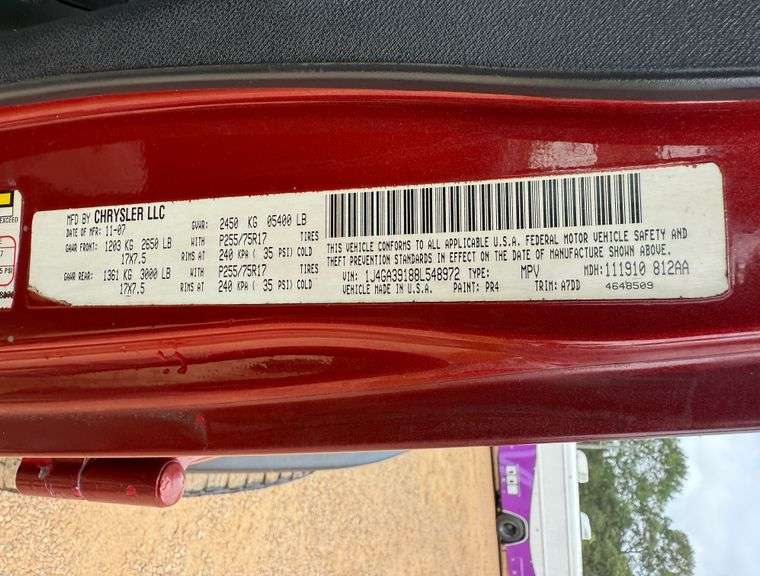 MFD BY CHRYSLER LLC
DATE OF MFR: 11-07
GVWR: 2450 KG 05400 LB
GAWR FRONT: 1203 KG 2650 LB WITH P255/75R17 TIRES
17X7.5 RIMS AT 240 KPA ( 35 PSI) COLD
GAWR REAR: 1361 KG 3000 LB WITH P255/75R17 TIRES
17X7.5 RIMS AT 240 KPA ( 35 PSI) COLD
THIS VEHICLE CONFORMS TO ALL APPLICABLE U.S.A. FEDERAL MOTOR VEHICLE SAFETY AND
THEFT PREVENTION STANDARDS IN EFFECT ON THE DATE OF MANUFACTURE SHOWN ABOVE.
VIN: 1J4GA39188L548972 TYPE: MPV MDH: 111910 812AA
VEHICLE MADE IN U.S.A. PAINT: PR4 TRIM: A7DD 4648509
EXCEED